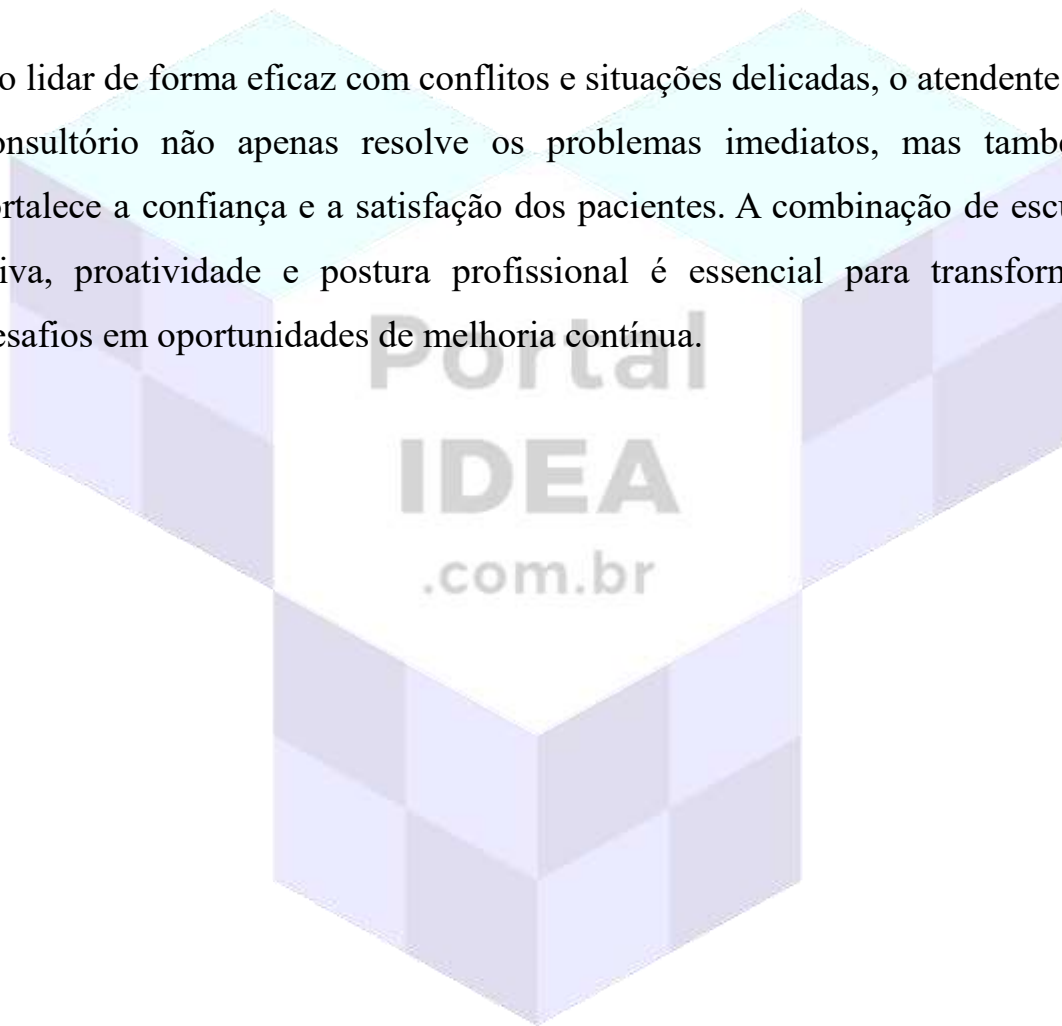 o lidar de forma eficaz com conflitos e situações delicadas, o atendente
onsultório não apenas resolve os problemas imediatos, mas també
rtalece a confiança e a satisfação dos pacientes. A combinação de escu
iva, proatividade e postura profissional é essencial para transform
esafios em oportunidades de melhoria contínua.
Portal
IDEA
.com.br